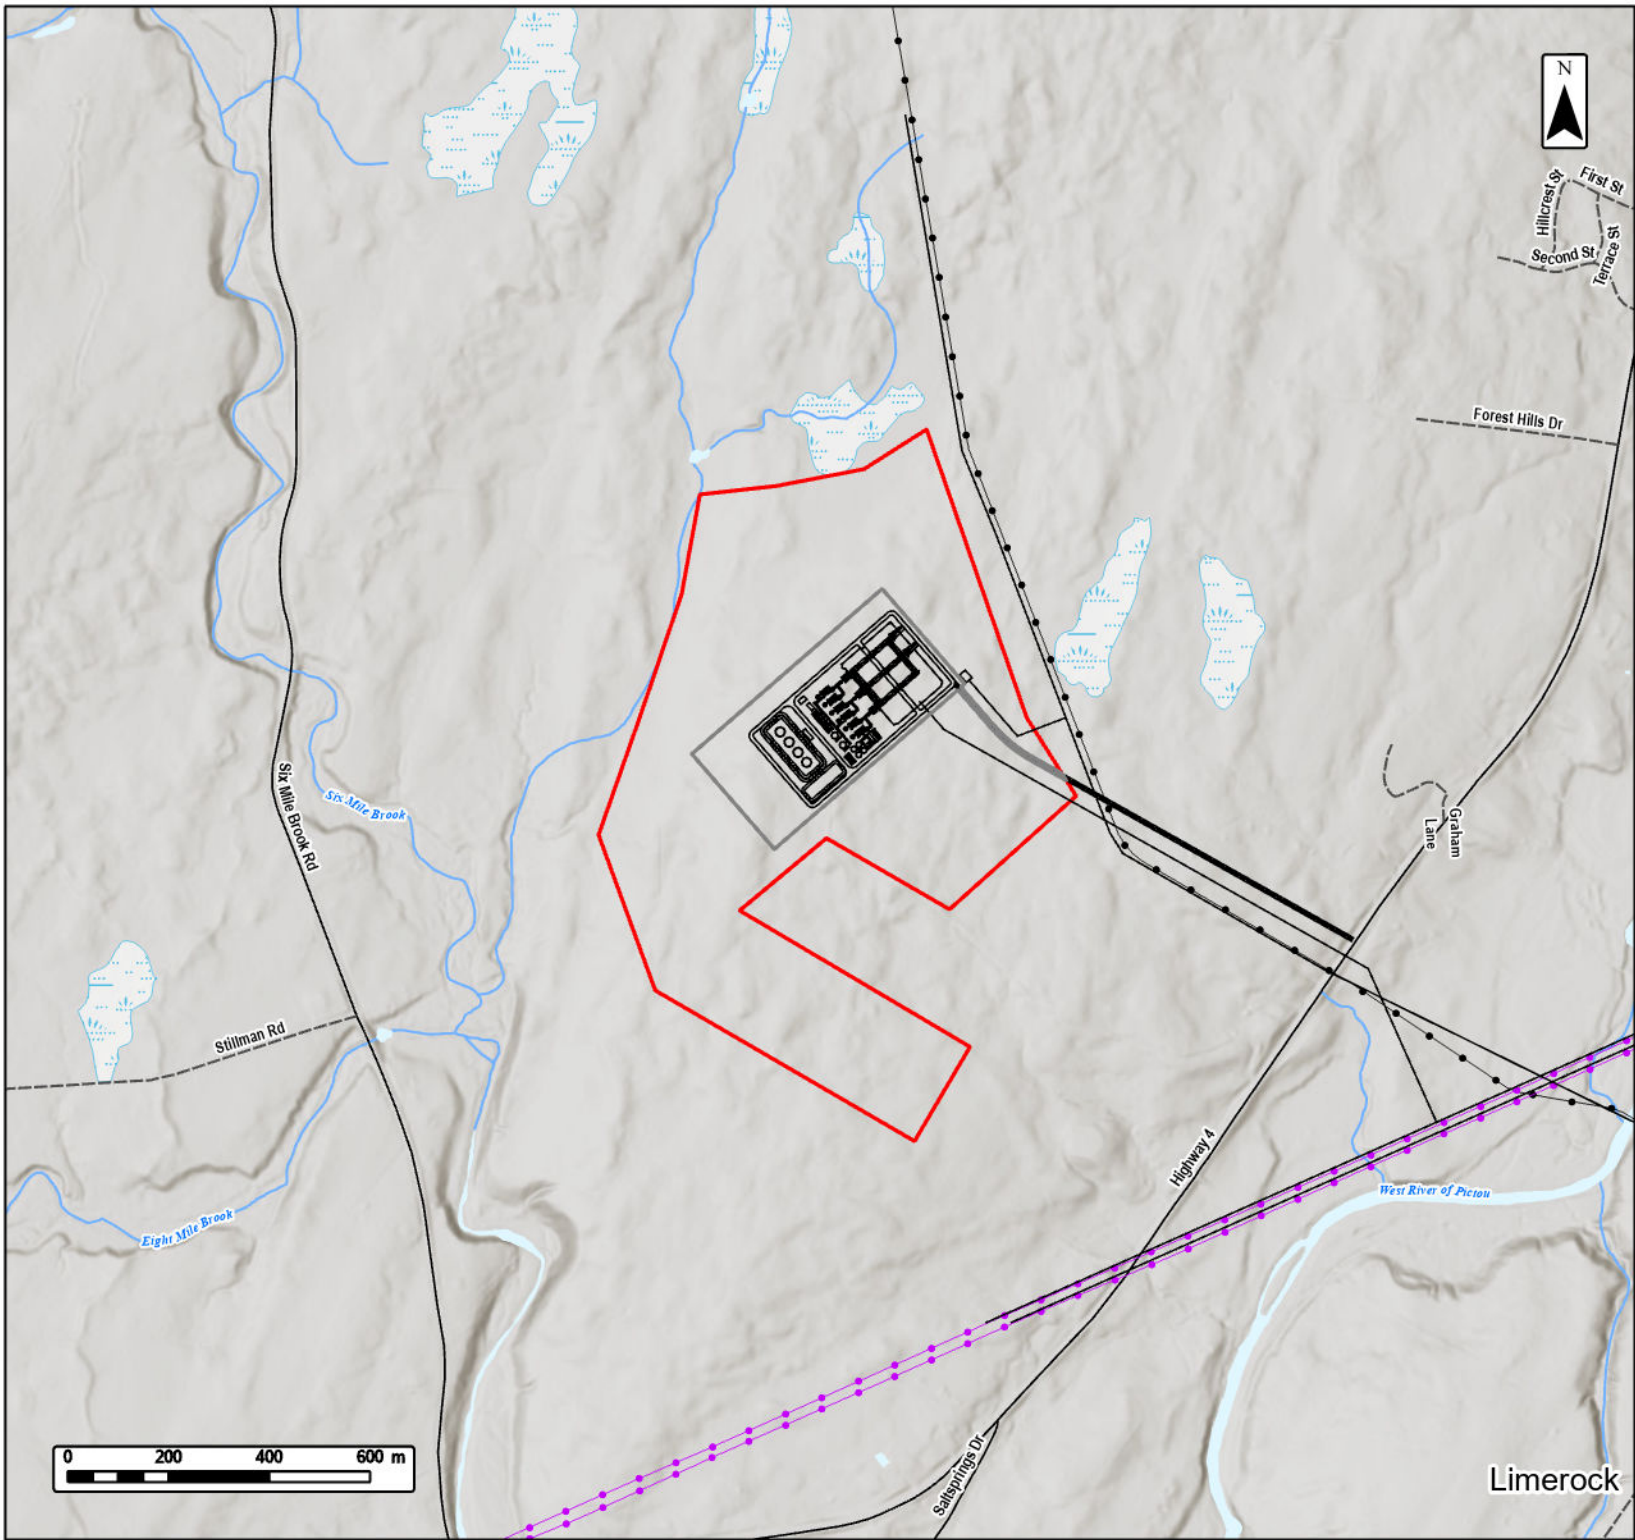 N
First St
Hillcrest St
Second St
Terrace St
Forest Hills Dr
Six Mile Brook
Six Mile Brook Rd
Graham
Lane
Stillman Rd
Highway 4
West River of Pictou
Eight Mile Brook
0 200 400 600 m
Saltsprings Dr
Limerock